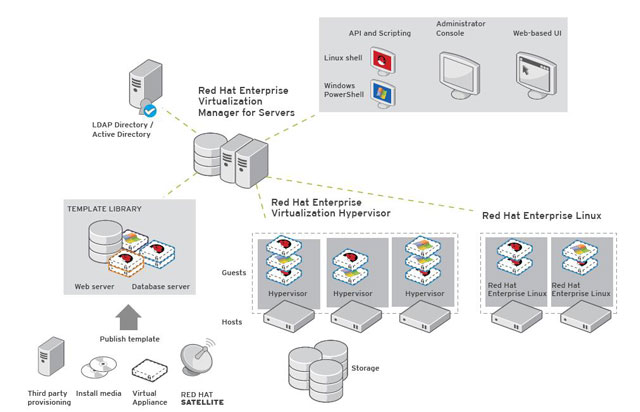 API and Scripting
Administrator
Console
Web-based UI
Linux shell
Windows
PowerShell
Red Hat Enterprise
Virtualization
Manager for Servers
LDAP Directory /
Active Directory
Red Hat Enterprise
Virtualization Hypervisor
Red Hat Enterprise Linux
TEMPLATE LIBRARY
Web server
Database server
Guests
Hypervisor
Hypervisor
Hypervisor
Red Hat
Enterprise Linux
Red Hat
Enterprise Linux
Hosts
Publish template
Storage
Third party
provisioning
Install media
Virtual
Appliance
RED HAT
SATELLITE